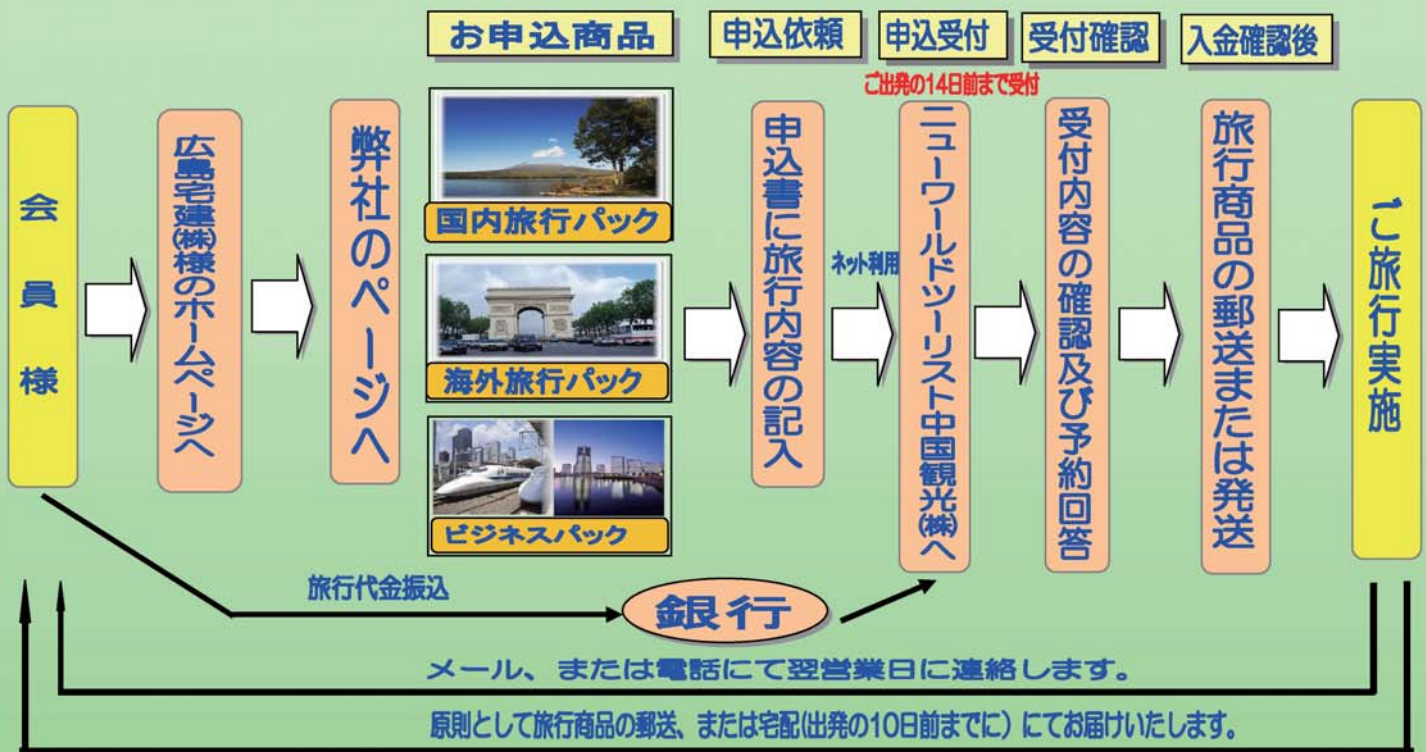 お申込商品
申込依頼
申込受付
受付確認
入金確認後
ご出発の14日前まで受付
会員様
広島宅建(株)様のホームページへ
弊社のページへ
国内旅行パック
海外旅行パック
ビジネスパック
申込書に旅行内容の記入
ネット利用
ニューワールドツーリスト中国観光(株)へ
受付内容の確認及び予約回答
旅行商品の郵送または発送
ご旅行実施
旅行代金振込
銀行
メール、または電話にて翌営業日に連絡します。
原則として旅行商品の郵送、または宅配(出発の10日前までに)にてお届けいたします。